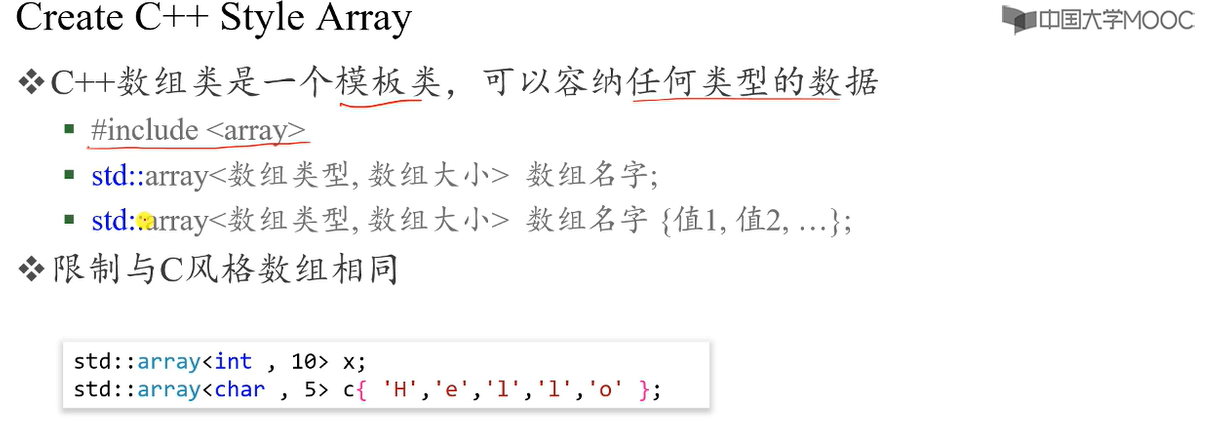 Create C++ Style Array
中国大学MOOC
❖C++数组类是一个模板类，可以容纳任何类型的数据
▪ #include <array>
▪ std::array<数组类型, 数组大小> 数组名字;
▪ std::array<数组类型, 数组大小> 数组名字 {值1, 值2, …};
❖限制与C风格数组相同
std::array<int , 10> x;
std::array<char , 5> c{ 'H','e','l','l','o' };